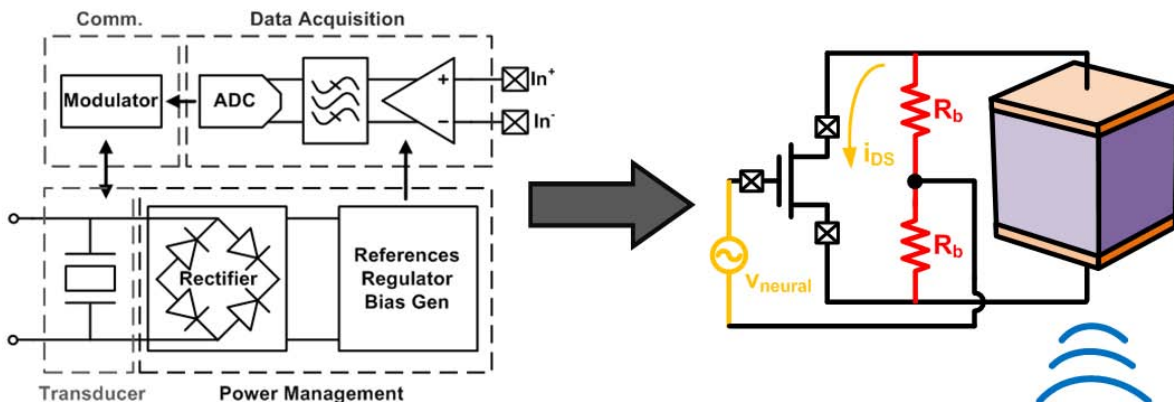 Comm.
Data Acquisition
Modulator
ADC
+
−
In+
In-
Rectifier
References
Regulator
Bias Gen
Transducer
Power Management
iDS
Rb
Rb
vneural